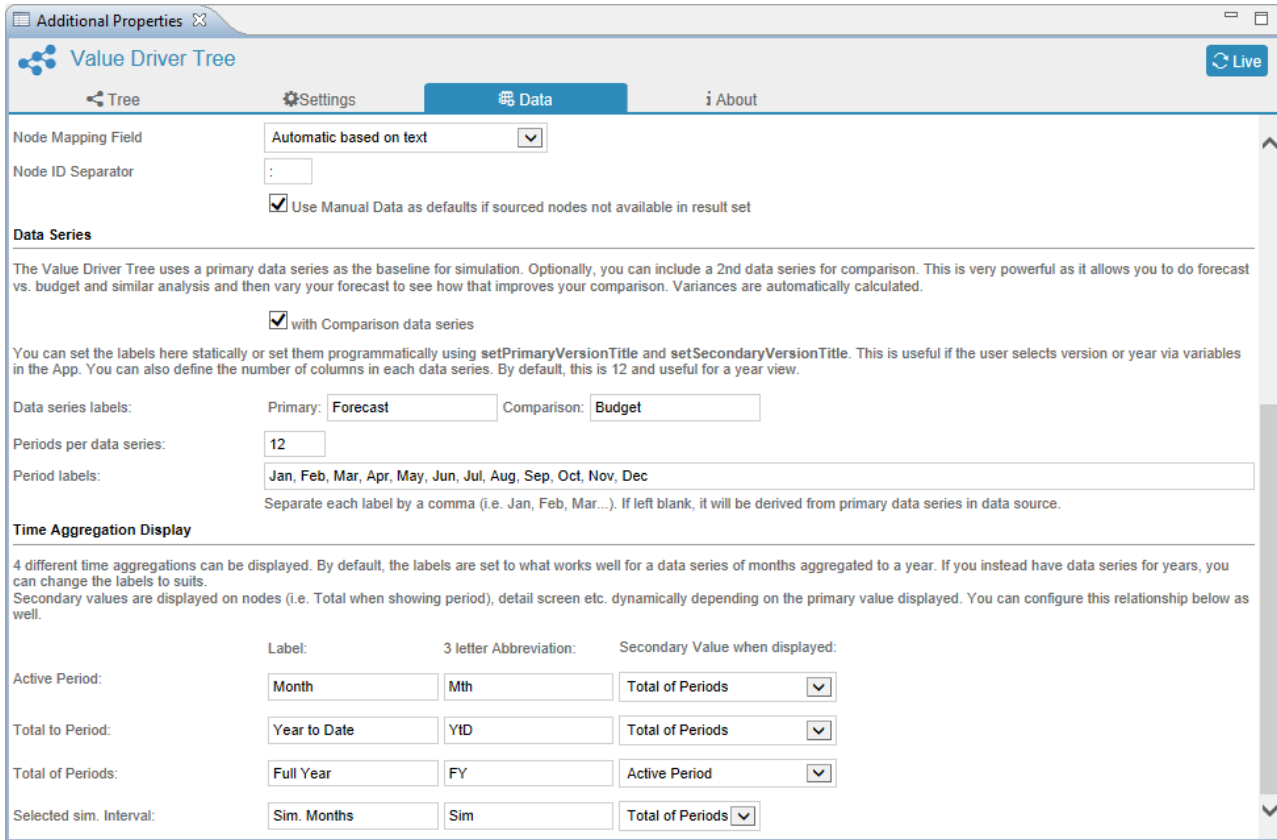 Additional Properties
Value Driver Tree
Live
Tree Settings Data About
Node Mapping Field Automatic based on text
Node ID Separator :
Use Manual Data as defaults if sourced nodes not available in result set
Data Series
The Value Driver Tree uses a primary data series as the baseline for simulation. Optionally, you can include a 2nd data series for comparison. This is very powerful as it allows you to do forecast
vs. budget and similar analysis and then vary your forecast to see how that improves your comparison. Variances are automatically calculated.
with Comparison data series
You can set the labels here statically or set them programmatically using setPrimaryVersionTitle and setSecondaryVersionTitle. This is useful if the user selects version or year via variables
in the App. You can also define the number of columns in each data series. By default, this is 12 and useful for a year view.
Data series labels: Primary: Forecast Comparison: Budget
Periods per data series: 12
Period labels: Jan, Feb, Mar, Apr, May, Jun, Jul, Aug, Sep, Oct, Nov, Dec
Separate each label by a comma (i.e. Jan, Feb, Mar...). If left blank, it will be derived from primary data series in data source.
Time Aggregation Display
4 different time aggregations can be displayed. By default, the labels are set to what works well for a data series of months aggregated to a year. If you instead have data series for years, you
can change the labels to suits.
Secondary values are displayed on nodes (i.e. Total when showing period), detail screen etc. dynamically depending on the primary value displayed. You can configure this relationship below as
well.
Label: 3 letter Abbreviation: Secondary Value when displayed:
Active Period: Month Mth Total of Periods
Total to Period: Year to Date YtD Total of Periods
Total of Periods: Full Year FY Active Period
Selected sim. Interval: Sim. Months Sim Total of Periods